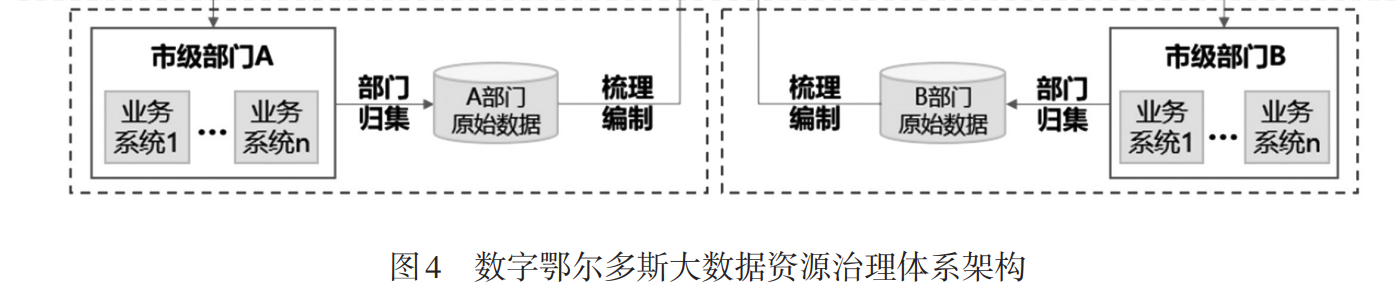 市级部门A
业务
系统1
...
业务
系统n
部门
归集
A部门
原始数据
梳理
编制
梳理
编制
B部门
原始数据
部门
归集
市级部门B
业务
系统1
...
业务
系统n
图4 数字鄂尔多斯大数据资源治理体系架构